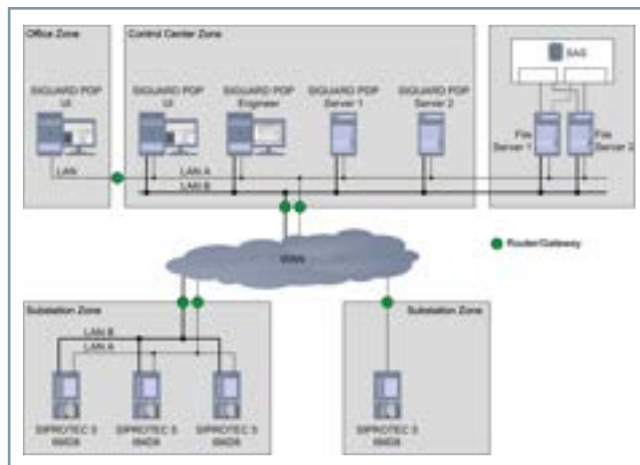 Office Zone
Control Center Zone
SIGUARD PDP
UI
SIGUARD PDP
UI
SIGUARD PDP
Engineer
SIGUARD PDP
Server 1
SIGUARD PDP
Server 2
File
Server 1
File
Server 2
LAN
LAN A
LAN B
WAN
Router/Gateway
Substation Zone
LAN B
LAN A
SIPROTEC 5
SIPROTEC 5
SIPROTEC 5
Substation Zone
SIPROTEC 5